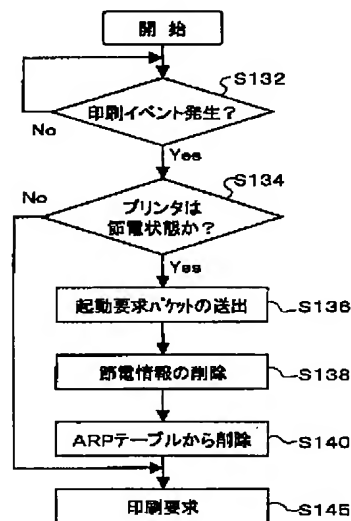 開 始
S132
印刷イベント発生？
No
Yes
S134
No
プリンタは
節電状態か？
Yes
起動要求パケットの送出
S136
節電情報の削除
S138
ARPテーブルから削除
S140
印刷要求
S145